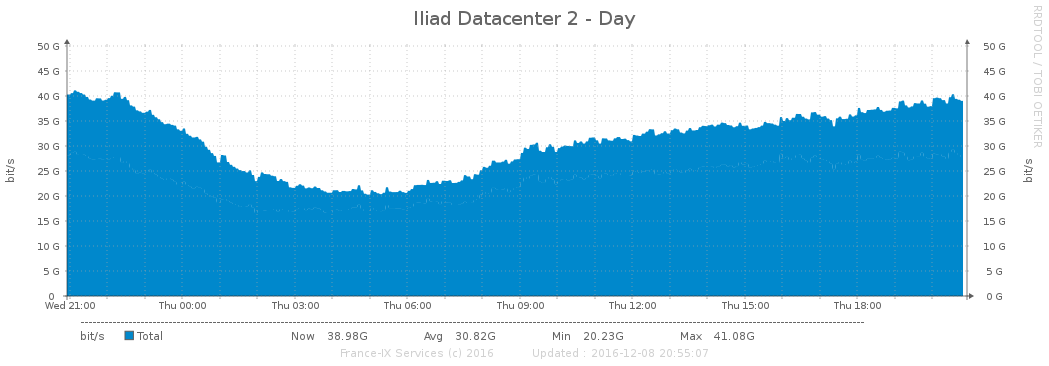 Iliad Datacenter 2 - Day
RRDTOOL / TOBI OETIKER
50 G 50 G
45 G 45 G
40 G 40 G
35 G 35 G
30 G 30 G
25 G 25 G
20 G 20 G
15 G 15 G
10 G 10 G
5 G 5 G
0 0 G
bit/s bit/s
Wed 21:00 Thu 00:00 Thu 03:00 Thu 06:00 Thu 09:00 Thu 12:00 Thu 15:00 Thu 18:00
bit/s Total Now 38.98G Avg 30.82G Min 20.23G Max 41.08G
France-IX Services (c) 2016 Updated : 2016-12-08 20:55:07